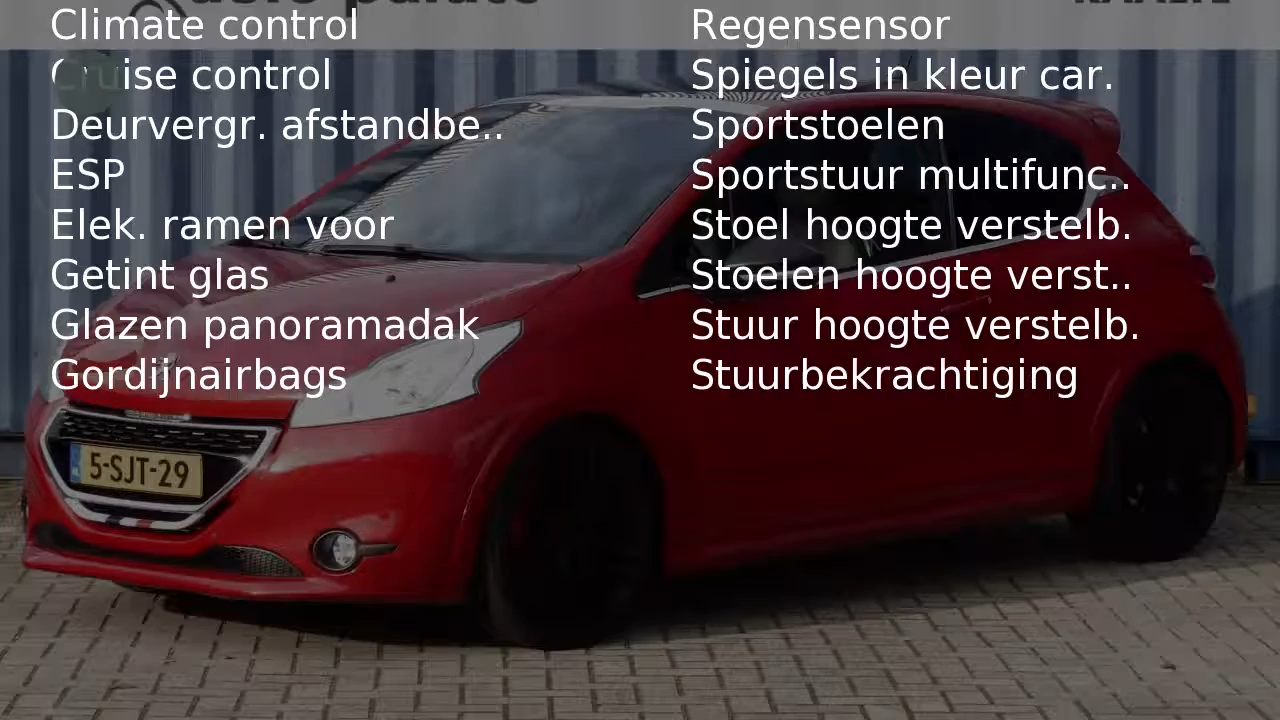 Climate control
Cruise control
Deurvergr. afstandbe..
ESP
Elek. ramen voor
Getint glas
Glazen panoramadak
Gordijnairbags
Regensensor
Spiegels in kleur car.
Sportstoelen
Sportstuur multifunc..
Stoel hoogte verstelb.
Stoelen hoogte verst..
Stuur hoogte verstelb.
Stuurbekrachtiging
5-SJT-29